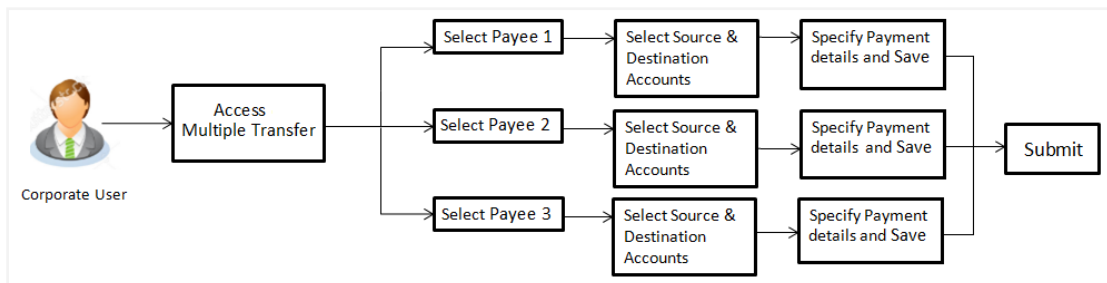 Corporate User
Access
Multiple Transfer
Select Payee 1
Select Source &
Destination
Accounts
Specify Payment
details and Save
Select Payee 2
Select Source &
Destination
Accounts
Specify Payment
details and Save
Select Payee 3
Select Source &
Destination
Accounts
Specify Payment
details and Save
Submit